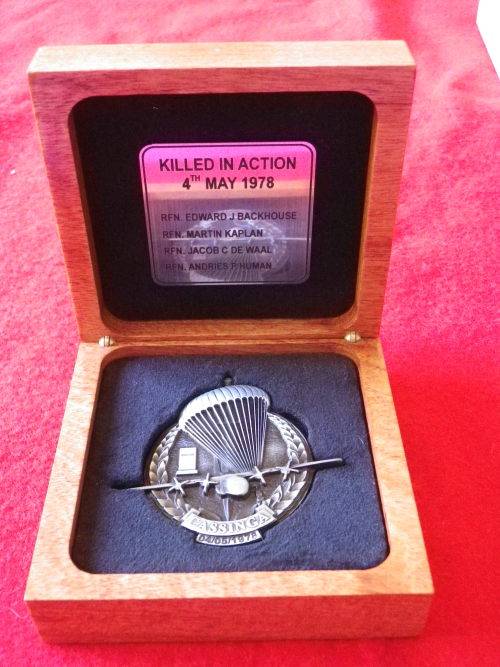 KILLED IN ACTION
4TH MAY 1978
RFN. EDWARD J BACKHOUSE
RFN. MARTIN KAPLAN
RFN. JACOB C DE WAAL
RFN. ANDRIES P HUMAN
CASSINGA
04/05/1978